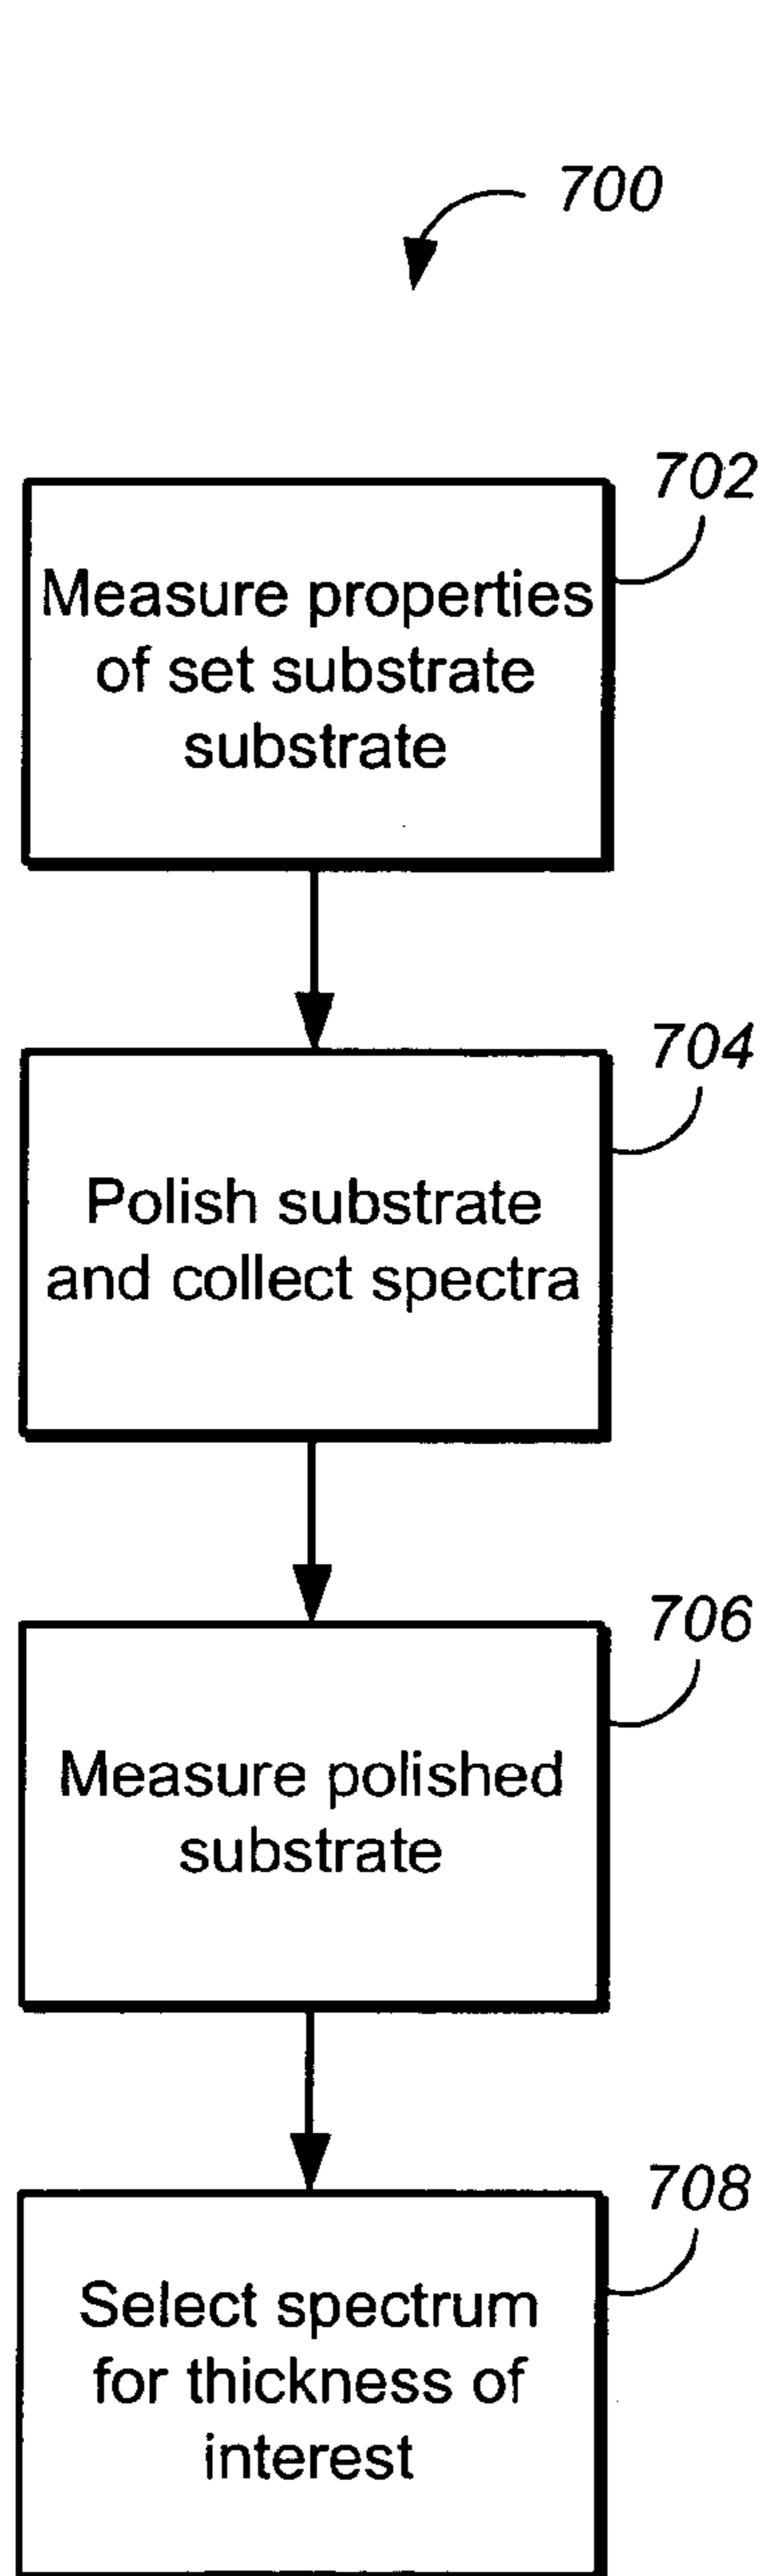 700
702
Measure properties
of set substrate
substrate
704
Polish substrate
and collect spectra
706
Measure polished
substrate
708
Select spectrum
for thickness of
interest